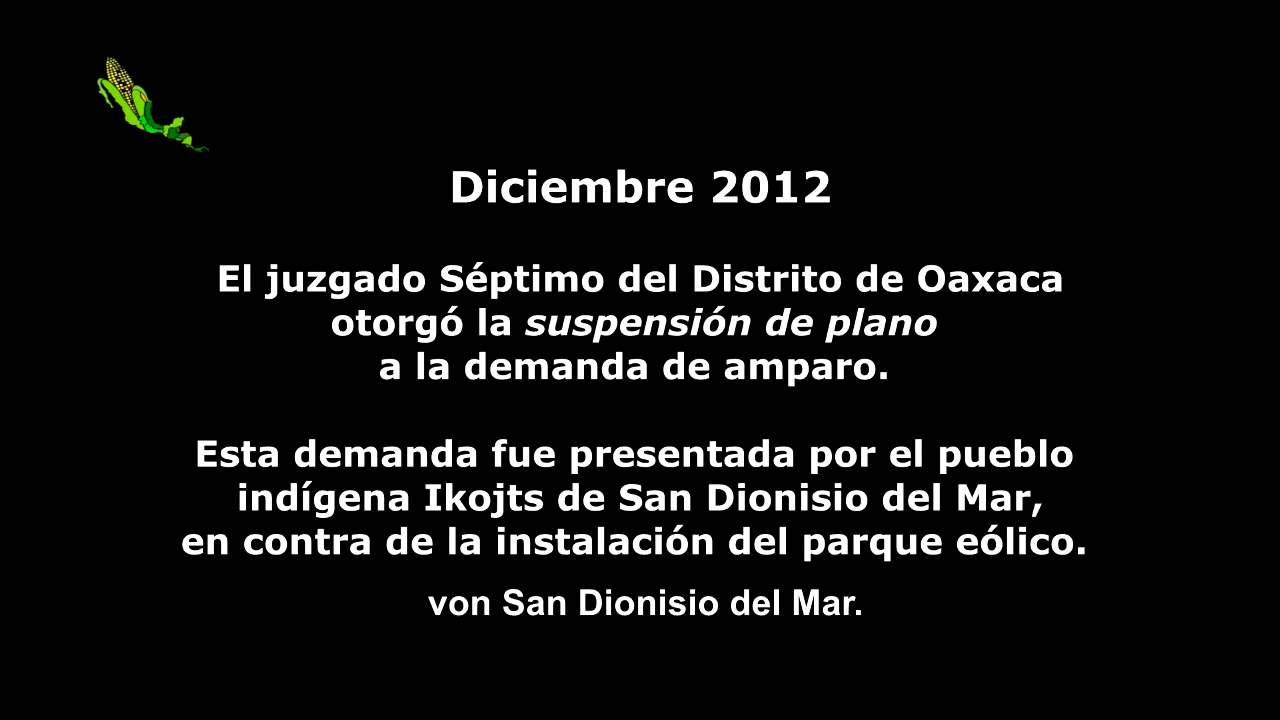 Diciembre 2012
El juzgado Séptimo del Distrito de Oaxaca
otorgó la suspensión de plano
a la demanda de amparo.
Esta demanda fue presentada por el pueblo
indígena Ikojts de San Dionisio del Mar,
en contra de la instalación del parque eólico.
von San Dionisio del Mar.